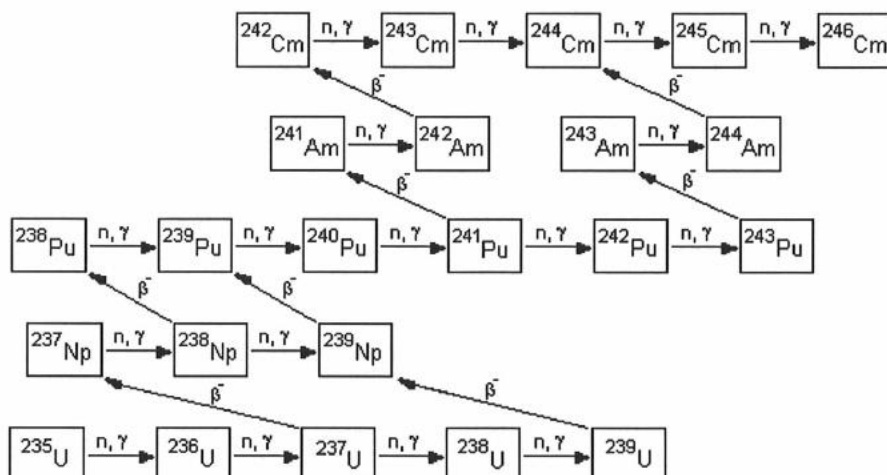 ²⁴²Cm n, γ ²⁴³Cm n, γ ²⁴⁴Cm n, γ ²⁴⁵Cm n, γ ²⁴⁶Cm
β⁻ β⁻
²⁴¹Am n, γ ²⁴²Am ²⁴³Am n, γ ²⁴⁴Am
β⁻ β⁻
²³⁸Pu n, γ ²³⁹Pu n, γ ²⁴⁰Pu n, γ ²⁴¹Pu n, γ ²⁴²Pu n, γ ²⁴³Pu
β⁻ β⁻
²³⁷Np n, γ ²³⁸Np n, γ ²³⁹Np
β⁻ β⁻
²³⁵U n, γ ²³⁶U n, γ ²³⁷U n, γ ²³⁸U n, γ ²³⁹U